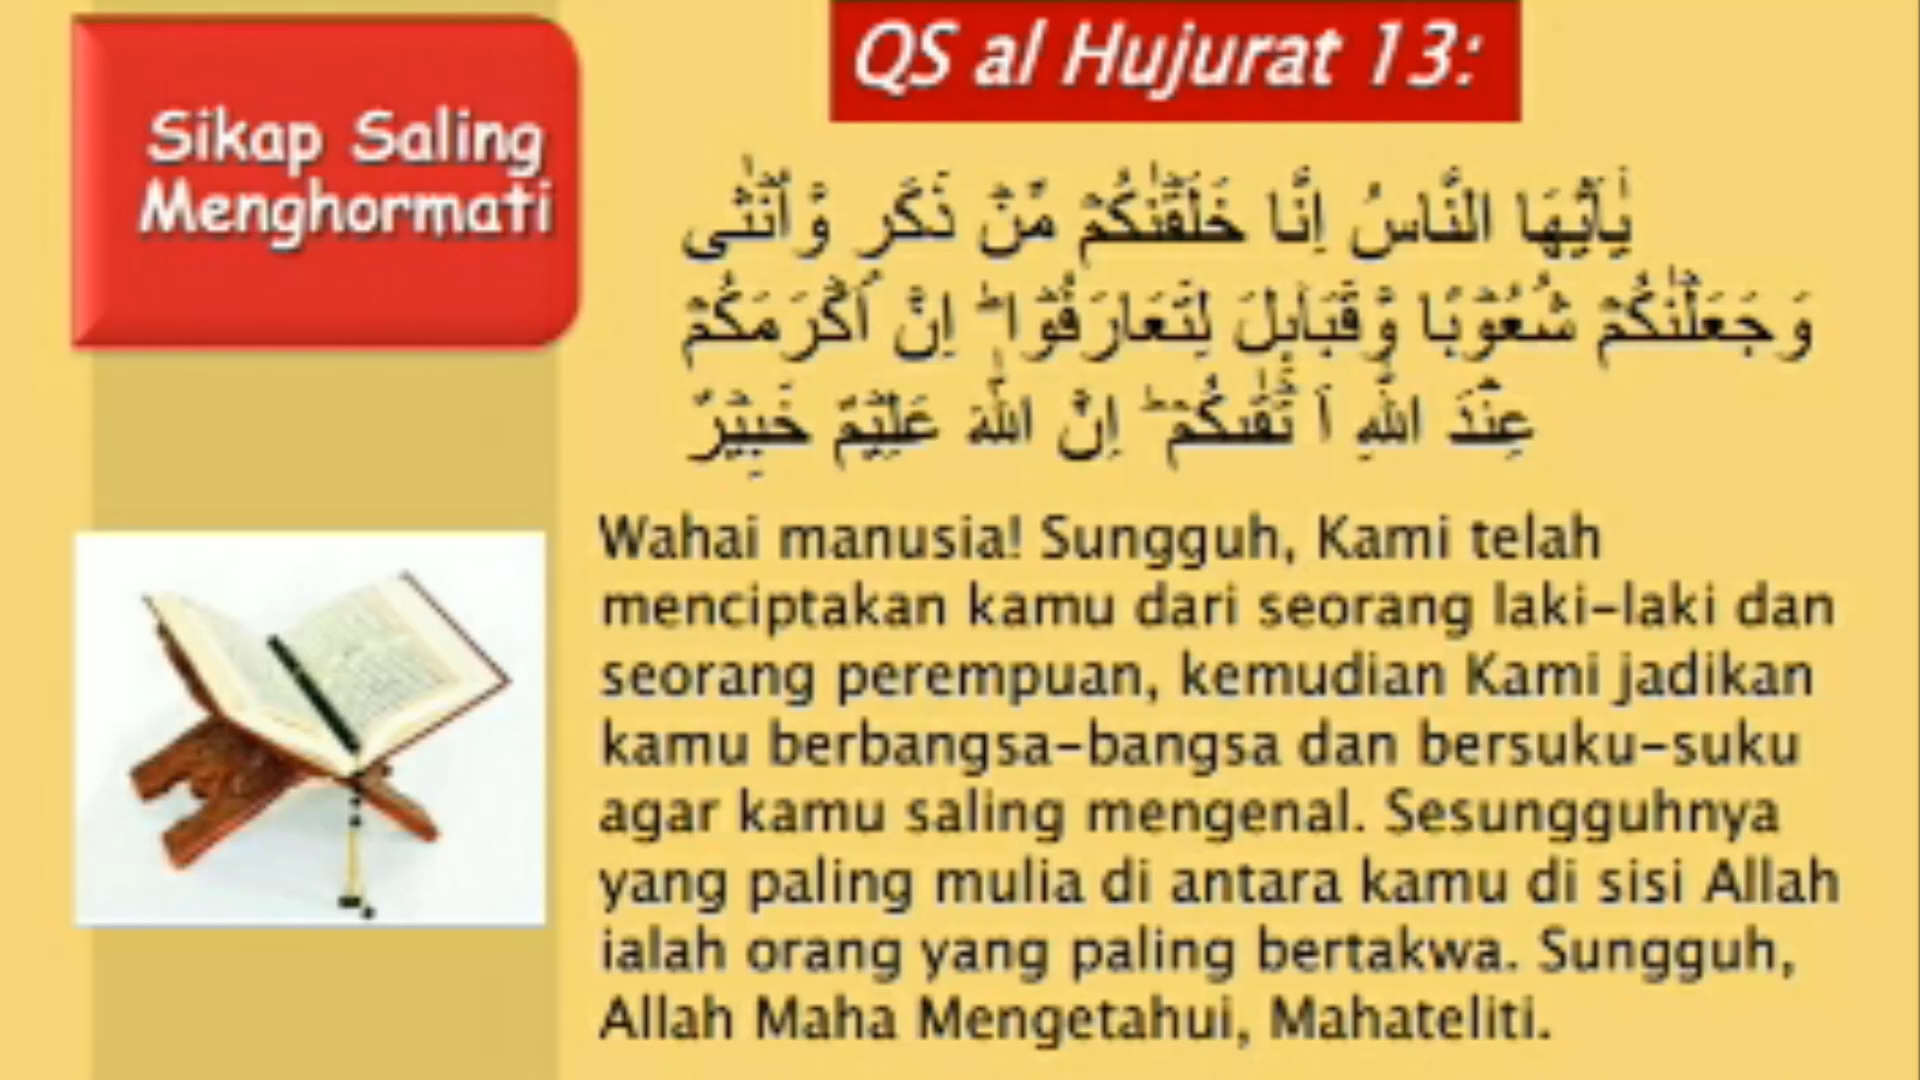 Sikap Saling
Menghormati
QS al Hujurat 13:
يٰٓاَيُّهَا النَّاسُ اِنَّا خَلَقْنٰكُمْ مِّنْ ذَكَرٍ وَّاُنْثٰى
وَجَعَلْنٰكُمْ شُعُوْبًا وَّقَبَاۤىِٕلَ لِتَعَارَفُوْا ۗ اِنَّ اَكْرَمَكُمْ
عِنْدَ اللّٰهِ اَ تْقٰىكُمْ ۗ اِنَّ اللّٰهَ عَلِيْمٌ خَبِيْرٌ
Wahai manusia! Sungguh, Kami telah
menciptakan kamu dari seorang laki-laki dan
seorang perempuan, kemudian Kami jadikan
kamu berbangsa-bangsa dan bersuku-suku
agar kamu saling mengenal. Sesungguhnya
yang paling mulia di antara kamu di sisi Allah
ialah orang yang paling bertakwa. Sungguh,
Allah Maha Mengetahui, Mahateliti.